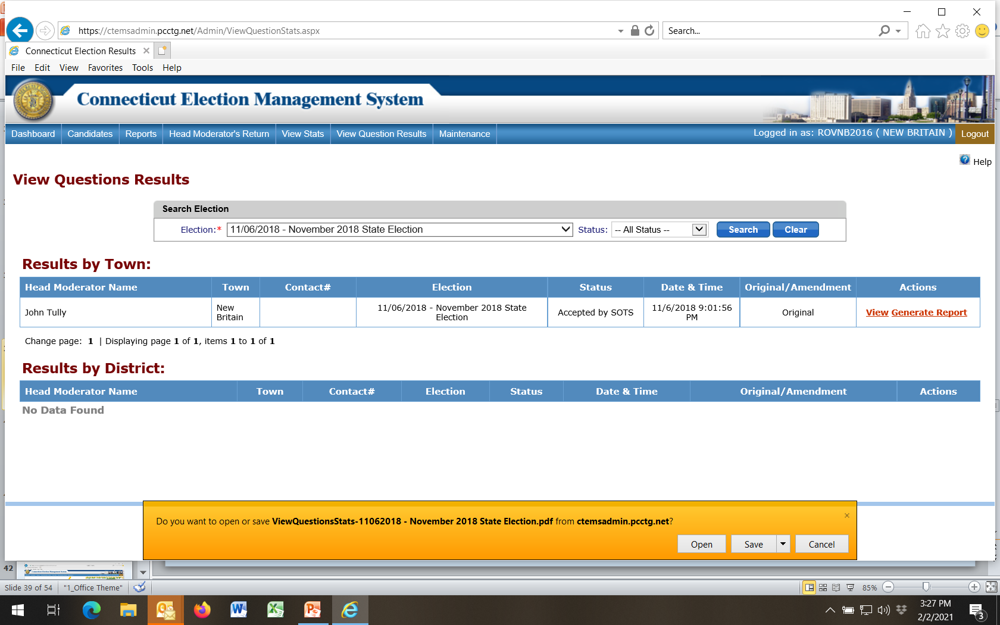 https://ctemsadmin.pcctg.net/Admin/ViewQuestionStats.aspx
Search...
Connecticut Election Results
File Edit View Favorites Tools Help
Connecticut Election Management System
Dashboard Candidates Reports Head Moderator's Return View Stats View Question Results Maintenance Logged in as: ROVNB2016 ( NEW BRITAIN ) Logout
Help
View Questions Results
Search Election
Election:* 11/06/2018 - November 2018 State Election Status: -- All Status -- Search Clear
Results by Town:
Head Moderator Name Town Contact# Election Status Date & Time Original/Amendment Actions
John Tully New Britain 11/06/2018 - November 2018 State Election Accepted by SOTS 11/6/2018 9:01:56 PM Original View Generate Report
Change page: 1 | Displaying page 1 of 1, items 1 to 1 of 1
Results by District:
Head Moderator Name Town Contact# Election Status Date & Time Original/Amendment Actions
No Data Found
Do you want to open or save ViewQuestionsStats-11062018 - November 2018 State Election.pdf from ctemsadmin.pcctg.net?
Open Save Cancel
42
Slide 39 of 54 "1_Office Theme" 85%
3:27 PM
2/2/2021
3